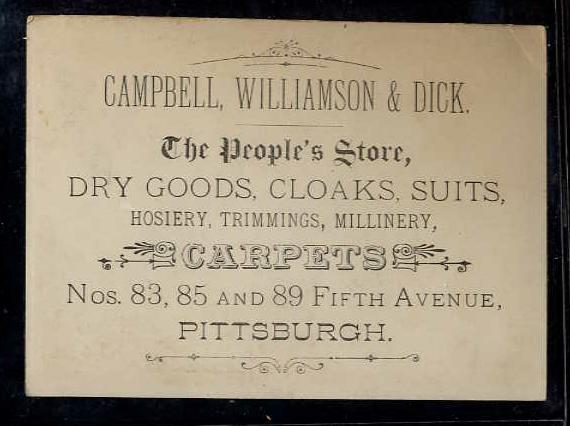 CAMPBELL, WILLIAMSON & DICK.
The People's Store,
DRY GOODS, CLOAKS, SUITS,
HOSIERY, TRIMMINGS, MILLINERY,
CARPETS
NOS. 83, 85 AND 89 FIFTH AVENUE,
PITTSBURGH.